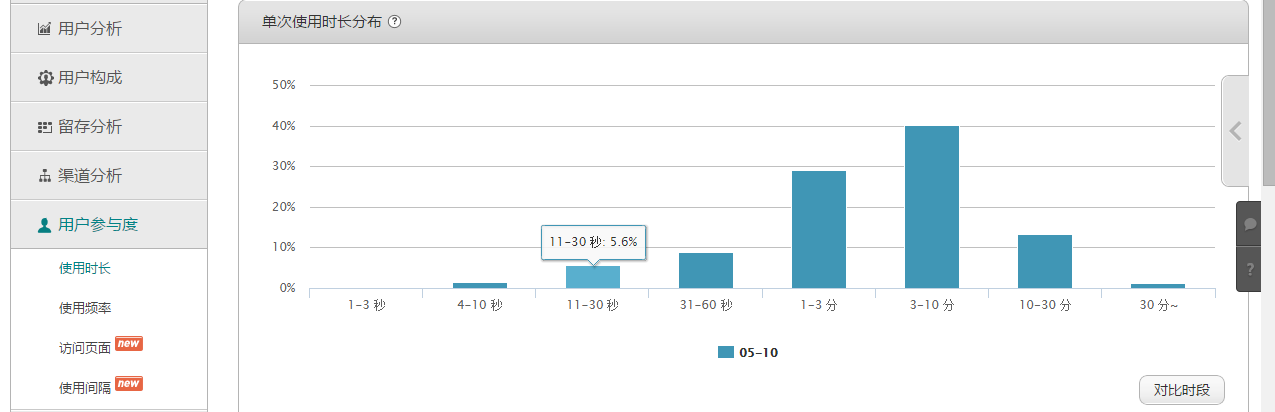 用户分析
用户构成
留存分析
渠道分析
用户参与度
使用时长
使用频率
访问页面 new
使用间隔 new
单次使用时长分布 ?
50%
40%
30%
20%
10%
0%
11-30 秒: 5.6%
1-3 秒 4-10 秒 11-30 秒 31-60 秒 1-3 分 3-10 分 10-30 分 30 分~
05-10
对比时段
?